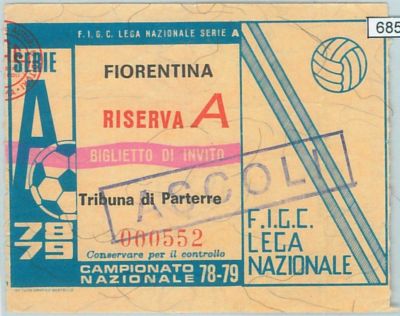 685
F.I.G.C. LEGA NAZIONALE SERIE A
SERIE
A
78
79
FIORENTINA
RISERVA A
BIGLIETTO DI INVITO
ASCOLI
Tribuna di Parterre
000552
Conservare per il controllo
CAMPIONATO
NAZIONALE 78-79
F.I.G.C.
LEGA
NAZIONALE